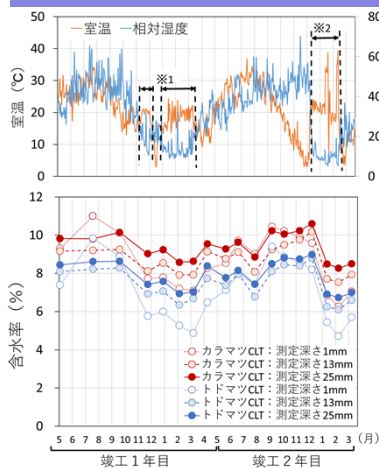 室温 相対湿度
室温（℃）
50
40
30
20
10
0
80
60
40
20
0
※1
※2
含水率（%）
12
10
8
6
4
2
0
カラマツCLT：測定深さ1mm
カラマツCLT：測定深さ13mm
カラマツCLT：測定深さ25mm
トドマツCLT：測定深さ1mm
トドマツCLT：測定深さ13mm
トドマツCLT：測定深さ25mm
5 6 7 8 9 10 11 12 1 2 3 4 5 6 7 8 9 10 11 12 1 2 3 (月)
竣工１年目 竣工２年目